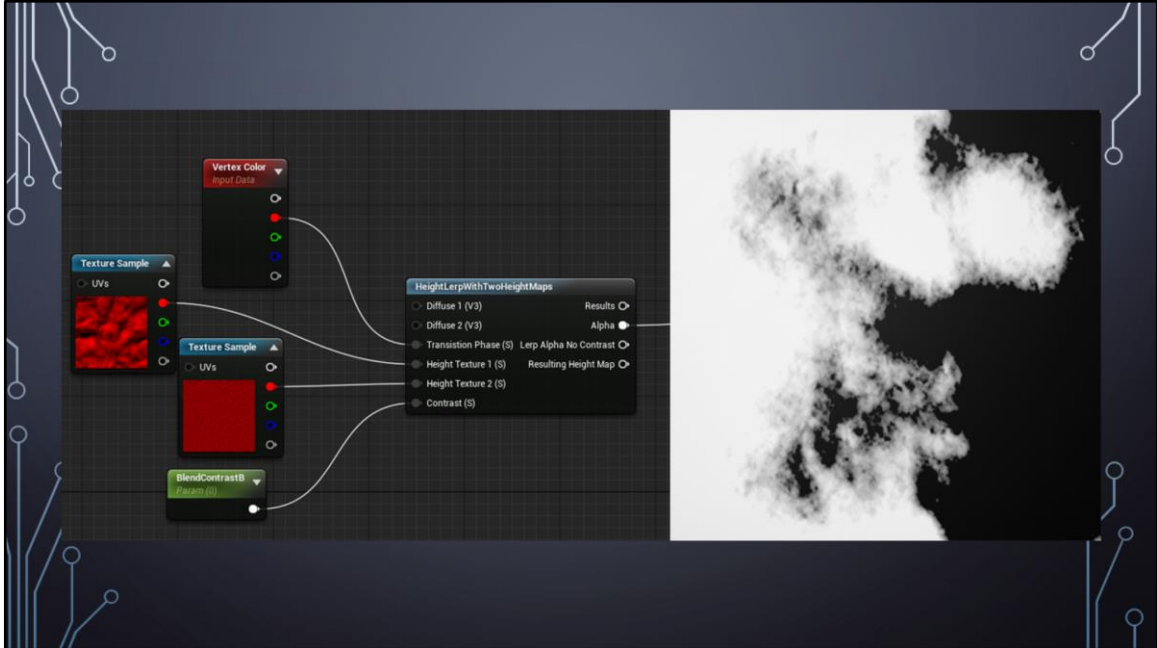 Vertex Color
Input Data
Texture Sample
UVs
Texture Sample
UVs
BlendContrastB
Param (0)
HeightLerpWithTwoHeightMaps
Diffuse 1 (V3) Results
Diffuse 2 (V3) Alpha
Transistion Phase (S) Lerp Alpha No Contrast
Height Texture 1 (S) Resulting Height Map
Height Texture 2 (S)
Contrast (S)